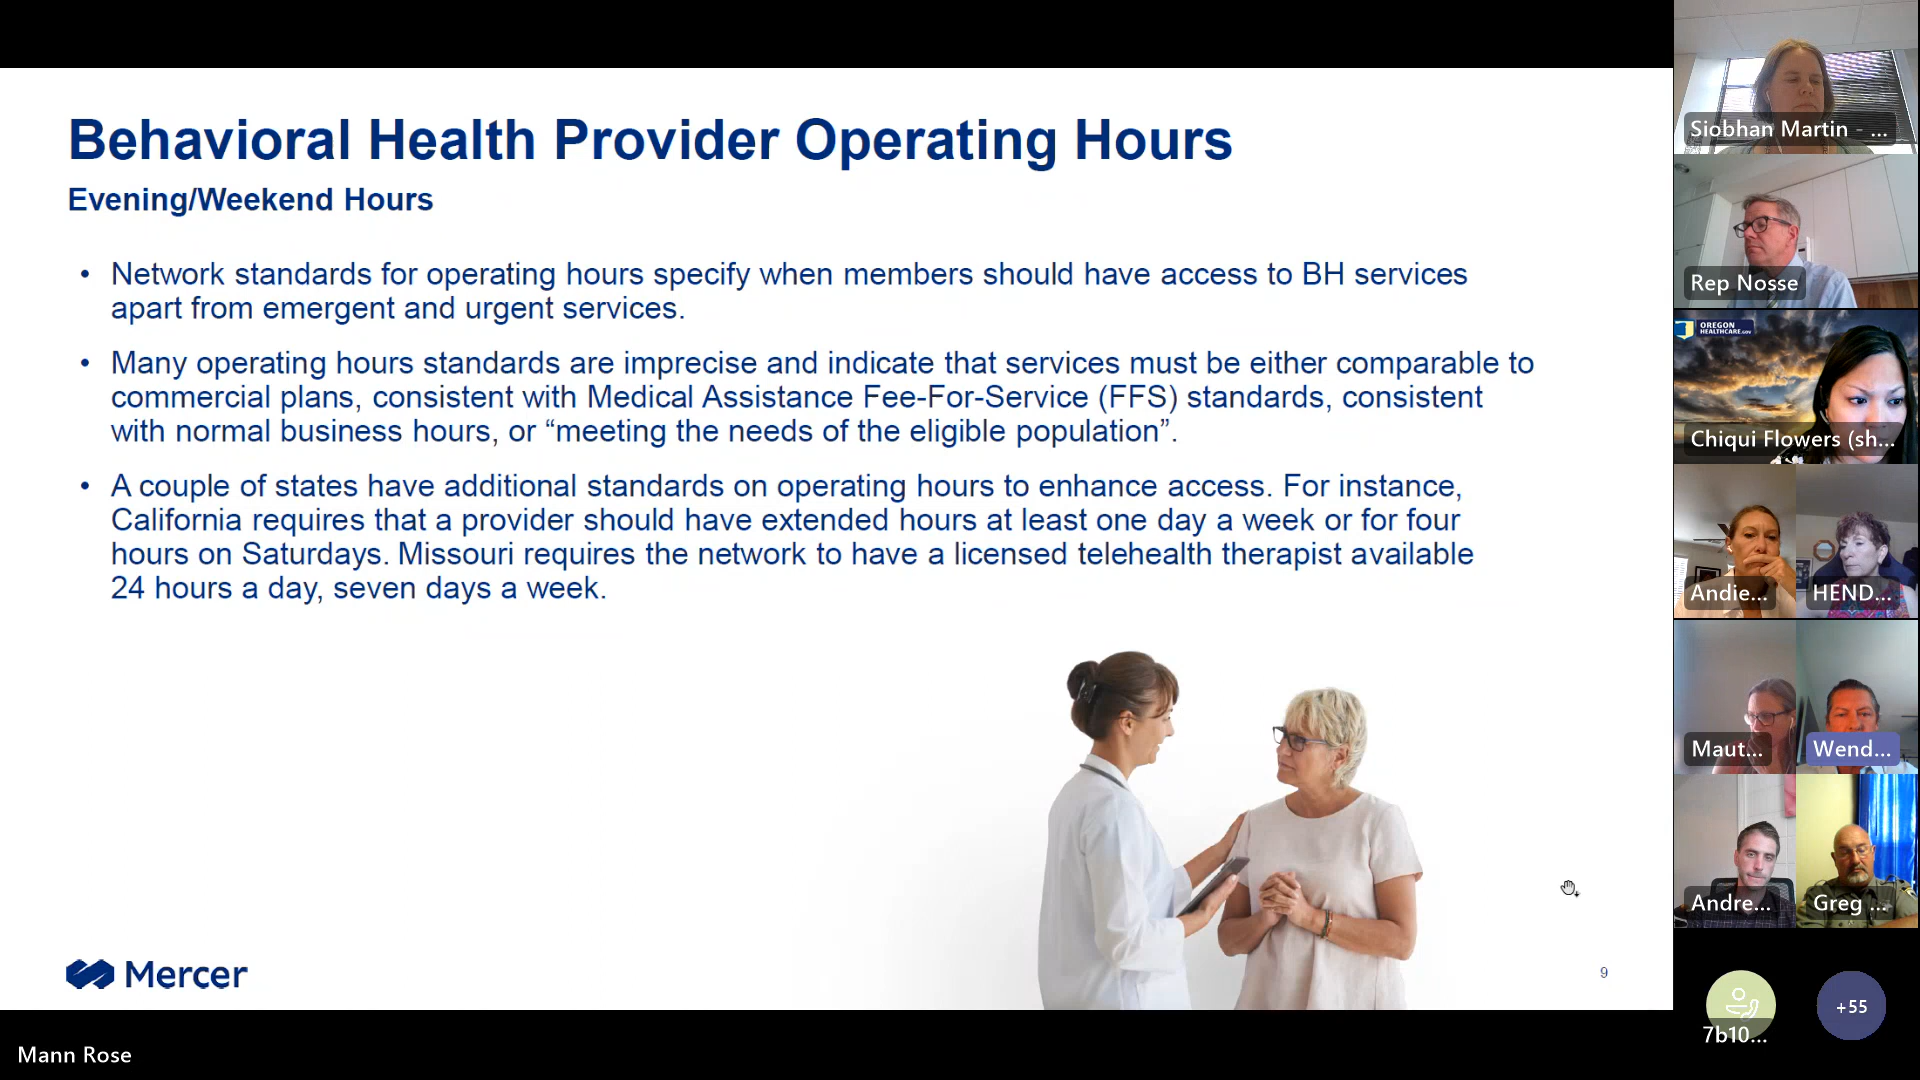 Behavioral Health Provider Operating Hours
Evening/Weekend Hours
• Network standards for operating hours specify when members should have access to BH services
apart from emergent and urgent services.
• Many operating hours standards are imprecise and indicate that services must be either comparable to
commercial plans, consistent with Medical Assistance Fee-For-Service (FFS) standards, consistent
with normal business hours, or “meeting the needs of the eligible population”.
• A couple of states have additional standards on operating hours to enhance access. For instance,
California requires that a provider should have extended hours at least one day a week or for four
hours on Saturdays. Missouri requires the network to have a licensed telehealth therapist available
24 hours a day, seven days a week.
Mercer
9
Mann Rose
Siobhan Martin - ...
Rep Nosse
OREGON
HEALTHCARE.gov
Chiqui Flowers (sh...
Andie...
HEND...
Maut...
Wend...
Andre...
Greg ...
7b10...
+55